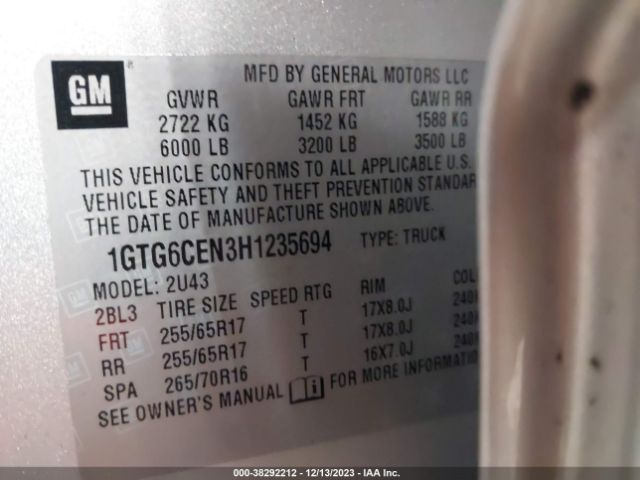 GM ®
MFD BY GENERAL MOTORS LLC
GVWR GAWR FRT GAWR RR
2722 KG 1452 KG 1588 KG
6000 LB 3200 LB 3500 LB
THIS VEHICLE CONFORMS TO ALL APPLICABLE U.S.
VEHICLE SAFETY AND THEFT PREVENTION STANDAR
THE DATE OF MANUFACTURE SHOWN ABOVE.
1GTG6CEN3H1235694 TYPE: TRUCK
MODEL: 2U43
2BL3 TIRE SIZE SPEED RTG RIM COL
FRT 255/65R17 T 17X8.0J 240
RR 255/65R17 T 17X8.0J 240
SPA 265/70R16 T 16X7.0J 240
SEE OWNER'S MANUAL FOR MORE INFORMATION
000-38292212 - 12/13/2023 - IAA Inc.